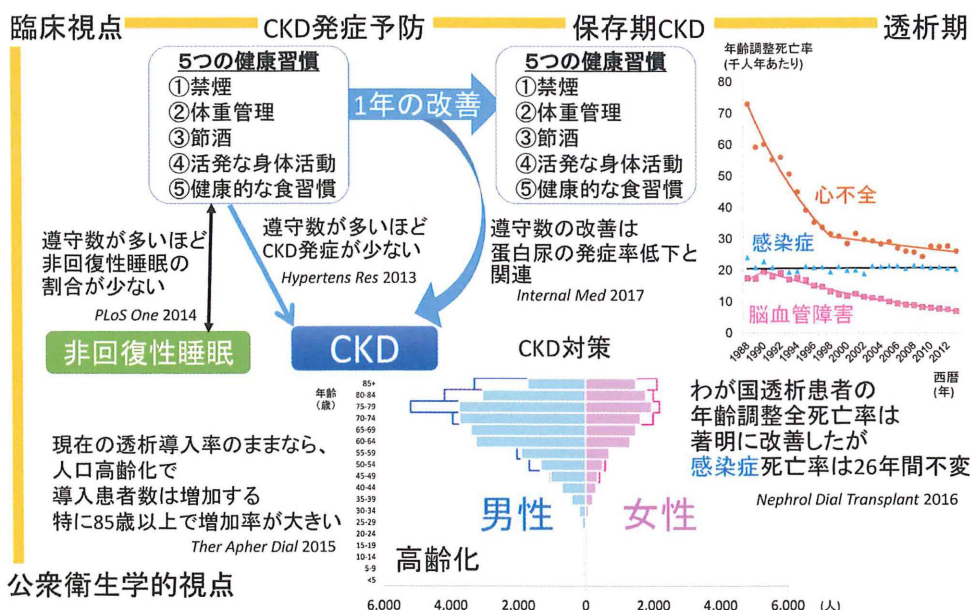 臨床視点
CKD発症予防
保存期CKD
透析期
5つの健康習慣
①禁煙
②体重管理
③節酒
④活発な身体活動
⑤健康的な食習慣
1年の改善
5つの健康習慣
①禁煙
②体重管理
③節酒
④活発な身体活動
⑤健康的な食習慣
遵守数が多いほど
非回復性睡眠の
割合が少ない
PLoS One 2014
遵守数が多いほど
CKD発症が少ない
Hypertens Res 2013
遵守数の改善は
蛋白尿の発症率低下と
関連
Internal Med 2017
非回復性睡眠
CKD
CKD対策
年齢調整死亡率
(千人年あたり)
80
70
60
50
40
30
20
10
0
心不全
感染症
脳血管障害
1988
1990
1992
1994
1996
1998
2000
2002
2004
2006
2008
2010
2012
西暦
(年)
わが国透析患者の
年齢調整全死亡率は
著明に改善したが
感染症死亡率は26年間不変
Nephrol Dial Transplant 2016
現在の透析導入率のままなら、
人口高齢化で
導入患者数は増加する
特に85歳以上で増加率が大きい
Ther Apher Dial 2015
年齢
(歳)
85+
80-84
75-79
70-74
65-69
60-64
55-59
50-54
45-49
40-44
35-39
30-34
25-29
20-24
15-19
10-14
5-9
<5
男性
女性
高齢化
6,000
4,000
2,000
0
2,000
4,000
6,000
(人)
公衆衛生学的視点